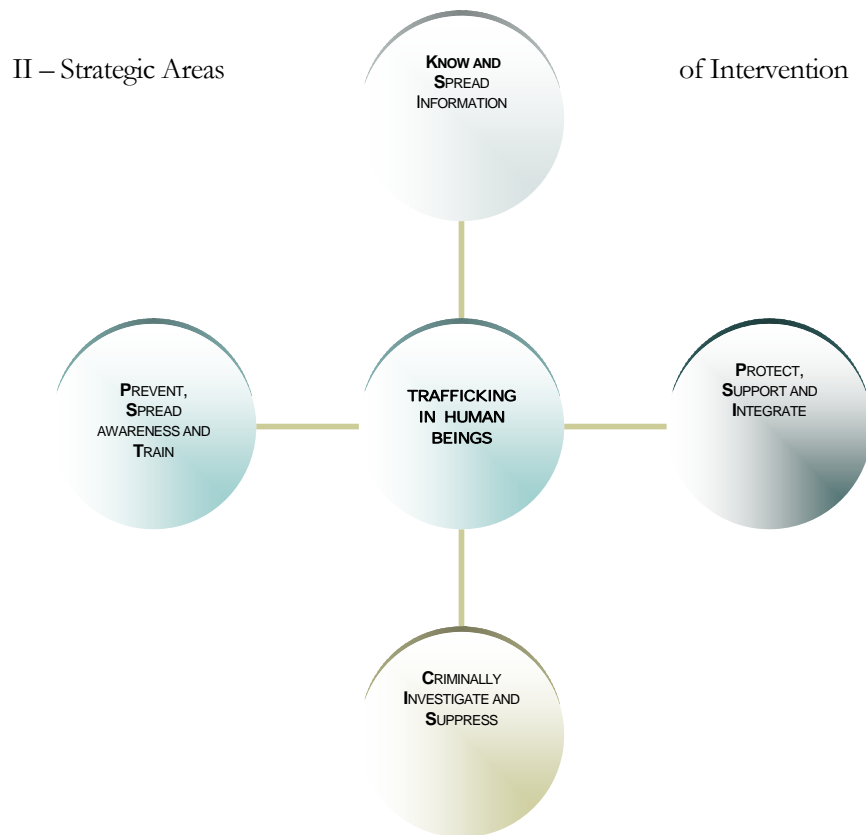 II – Strategic Areas of Intervention
KNOW AND
SPREAD
INFORMATION
PREVENT,
SPREAD
AWARENESS AND
TRAIN
TRAFFICKING
IN HUMAN
BEINGS
PROTECT,
SUPPORT AND
INTEGRATE
CRIMINALLY
INVESTIGATE AND
SUPPRESS